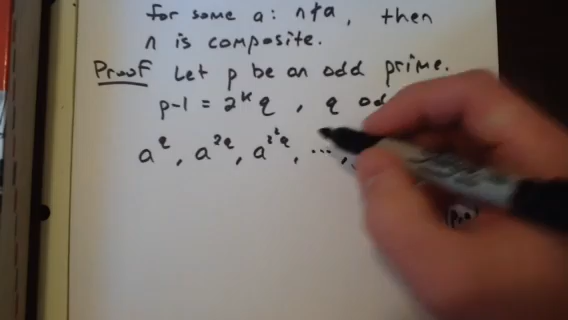 for some a: n∤a, then
n is composite.
Proof Let p be an odd prime.
p-1 = 2^k q, q od
a^q, a^{2q}, a^{2^2 q}, ...,